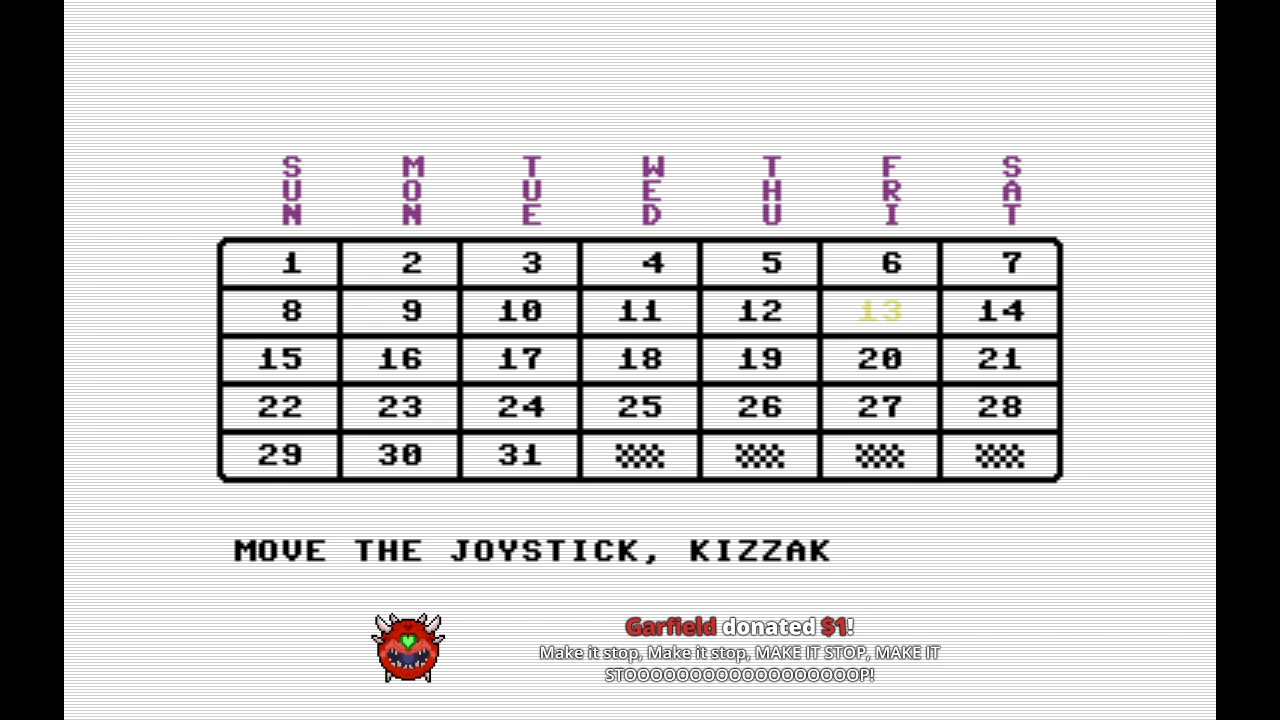 SUN MON TUE WED THU FRI SAT
1 2 3 4 5 6 7
8 9 10 11 12 13 14
15 16 17 18 19 20 21
22 23 24 25 26 27 28
29 30 31
MOVE THE JOYSTICK, KIZZAK
Garfield donated $1!
Make it stop, Make it stop, MAKE IT STOP, MAKE IT
STOOOOOOOOOOOOOOOOOOP!